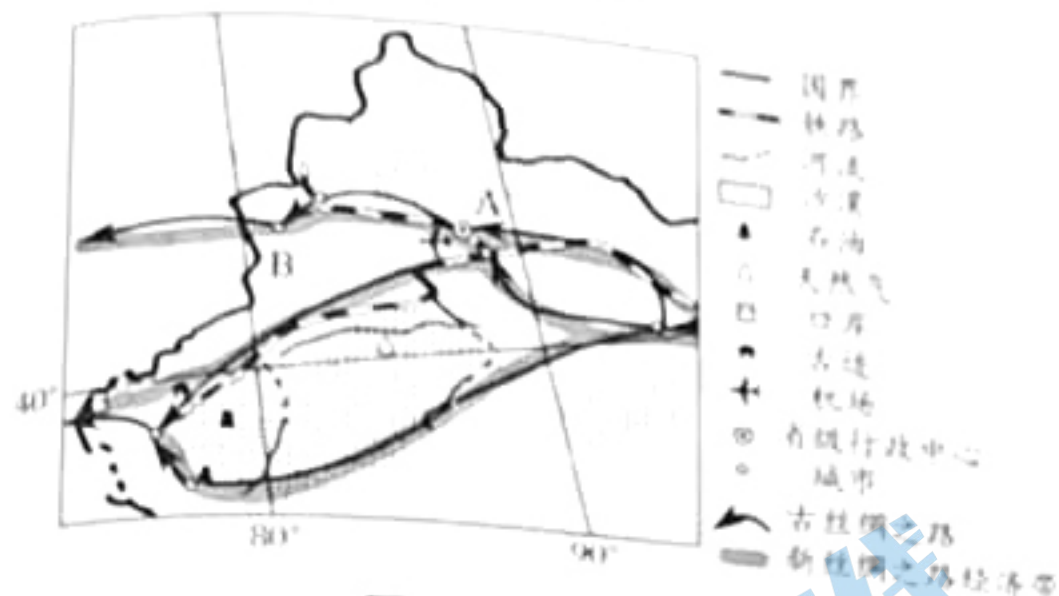 A
B
40°
80°
90°
国界
铁路
河流
沙漠
石油
天然气
口岸
古迹
机场
省级行政中心
城市
古丝绸之路
新丝绸之路经济带